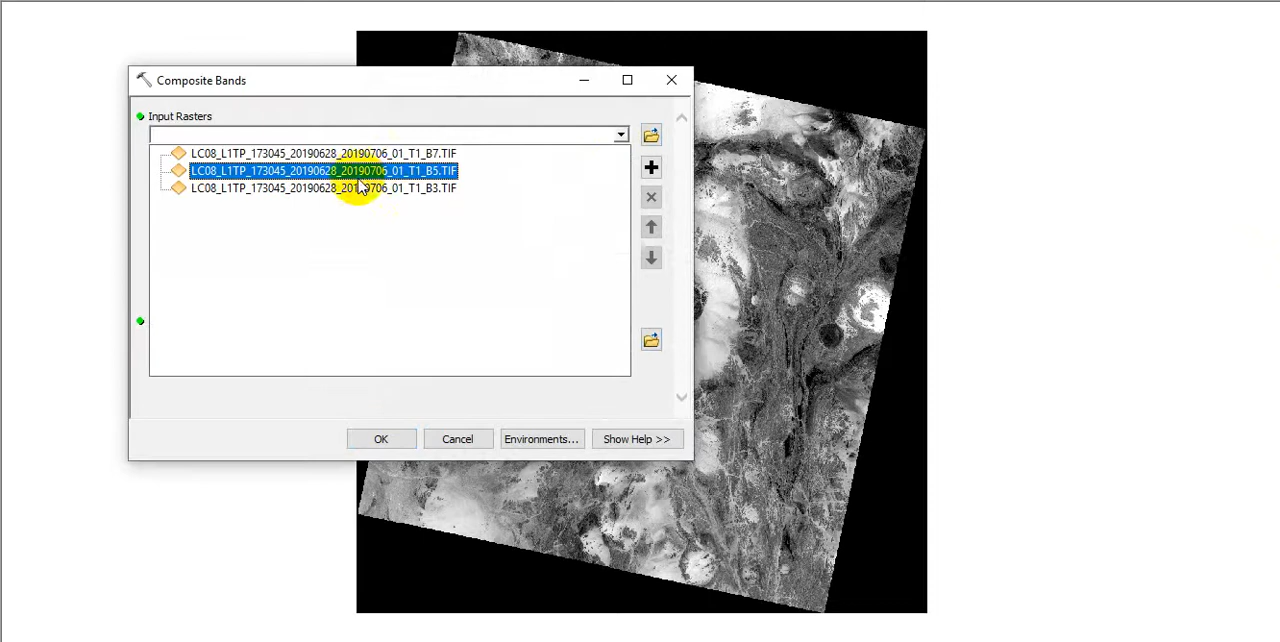 Composite Bands
Input Rasters
LC08_L1TP_173045_20190628_20190706_01_T1_B7.TIF
LC08_L1TP_173045_20190628_20190706_01_T1_B5.TIF
LC08_L1TP_173045_20190628_20190706_01_T1_B3.TIF
OK Cancel Environments... Show Help >>